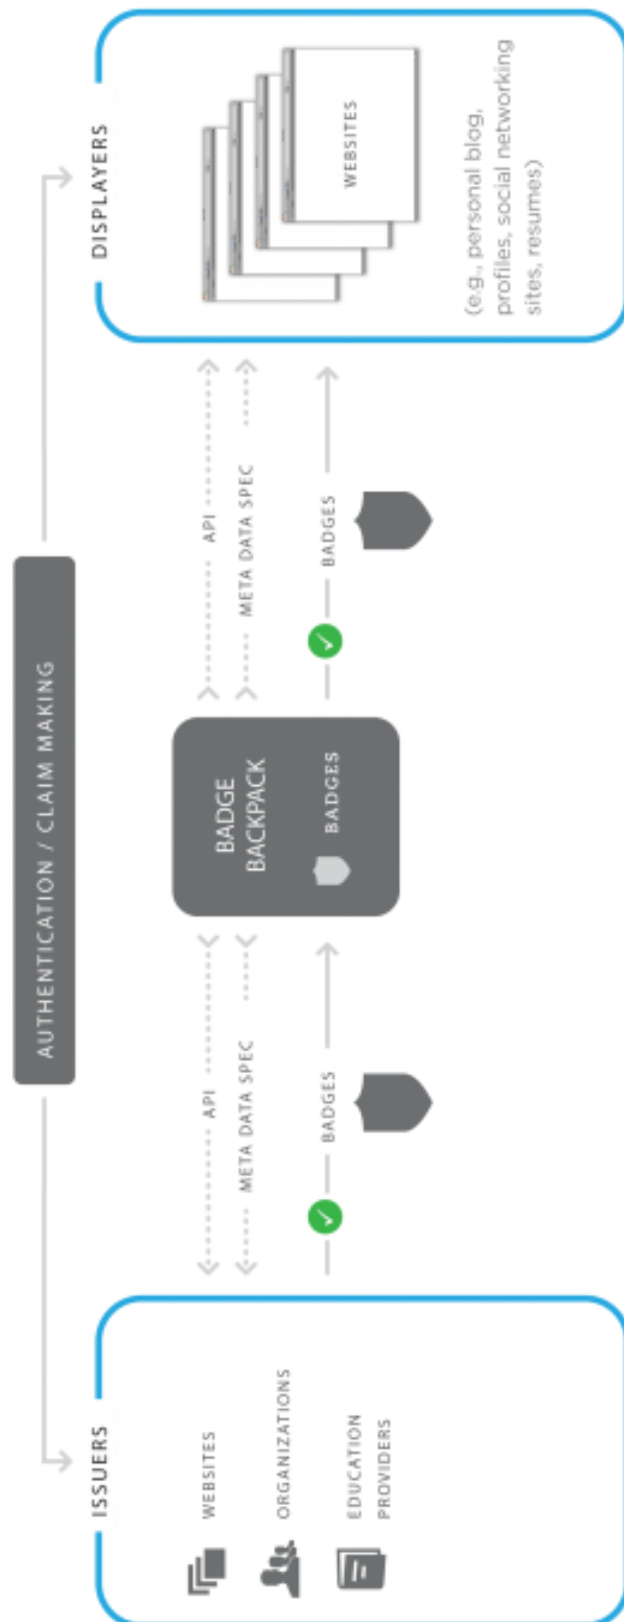 AUTHENTICATION / CLAIM MAKING
ISSUERS
WEBSITES
ORGANIZATIONS
EDUCATION
PROVIDERS
API
META DATA SPEC
BADGES
BADGE
BACKPACK
BADGES
API
META DATA SPEC
BADGES
DISPLAYERS
WEBSITES
(e.g., personal blog,
profiles, social networking
sites, resumes)